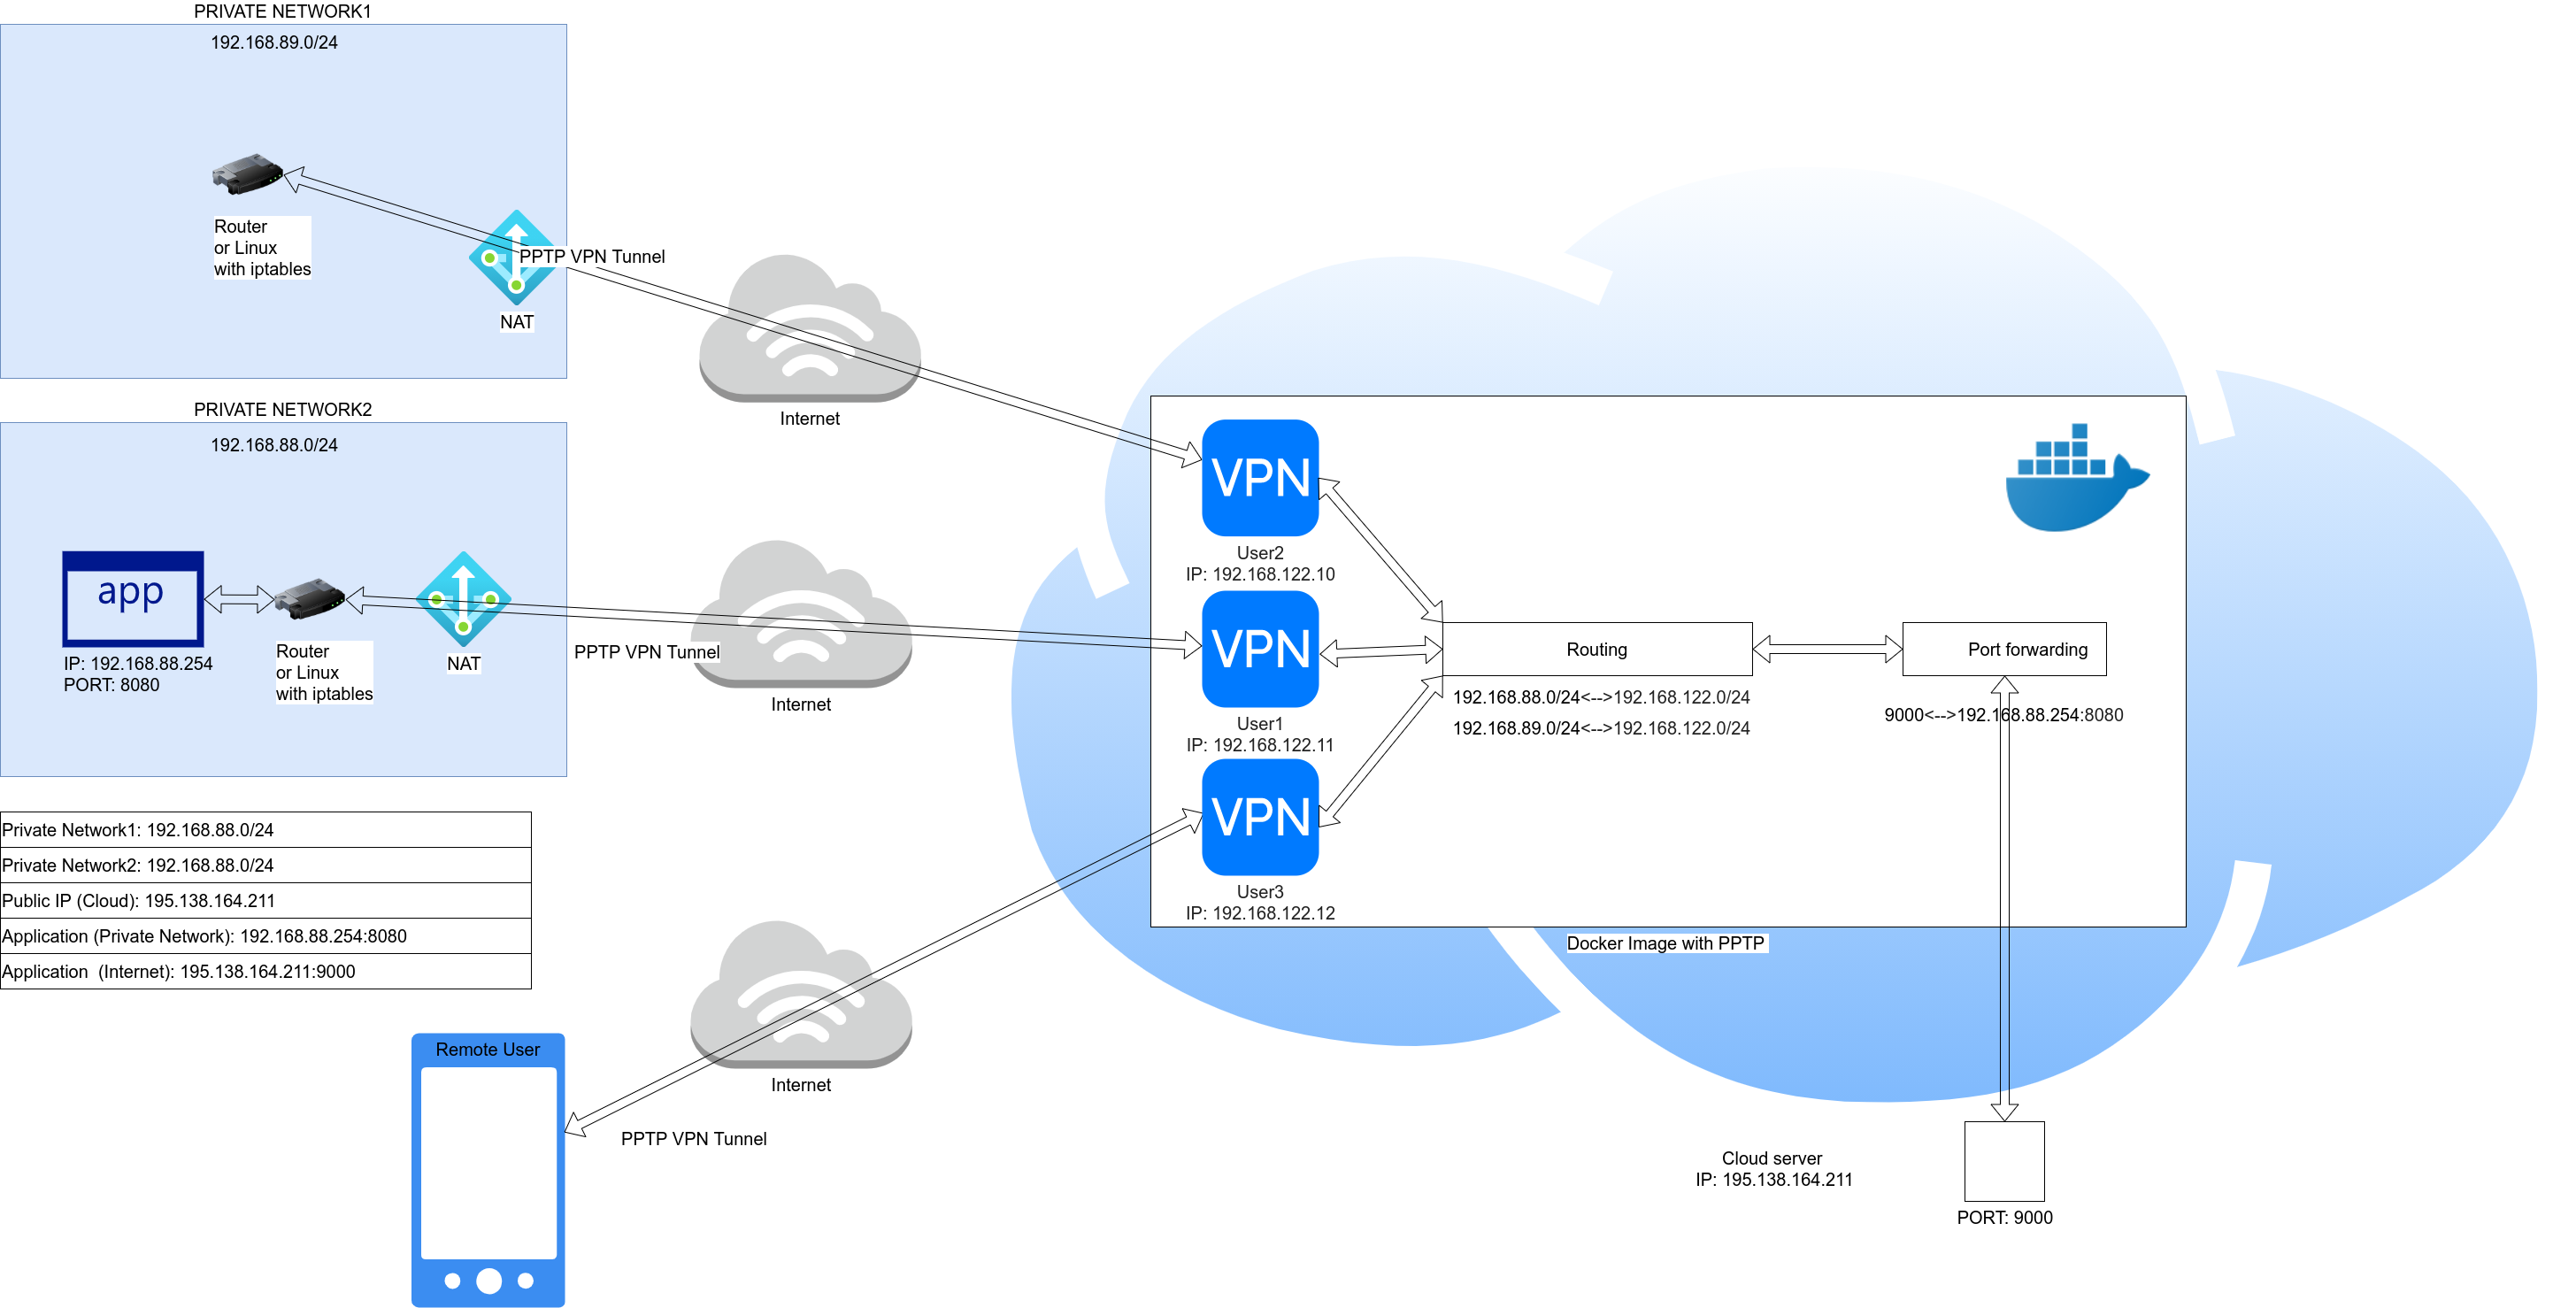 PRIVATE NETWORK1
192.168.89.0/24
Router
or Linux
with iptables
PPTP VPN Tunnel
NAT
Internet
PRIVATE NETWORK2
192.168.88.0/24
app
IP: 192.168.88.254
PORT: 8080
Router
or Linux
with iptables
NAT
PPTP VPN Tunnel
Internet
VPN
User2
IP: 192.168.122.10
VPN
User1
IP: 192.168.122.11
VPN
User3
IP: 192.168.122.12
Routing
192.168.88.0/24<-->192.168.122.0/24
192.168.89.0/24<-->192.168.122.0/24
Port forwarding
9000<-->192.168.88.254:8080
Docker Image with PPTP
Private Network1: 192.168.88.0/24
Private Network2: 192.168.88.0/24
Public IP (Cloud): 195.138.164.211
Application (Private Network): 192.168.88.254:8080
Application  (Internet): 195.138.164.211:9000
Remote User
Internet
PPTP VPN Tunnel
Cloud server
IP: 195.138.164.211
PORT: 9000